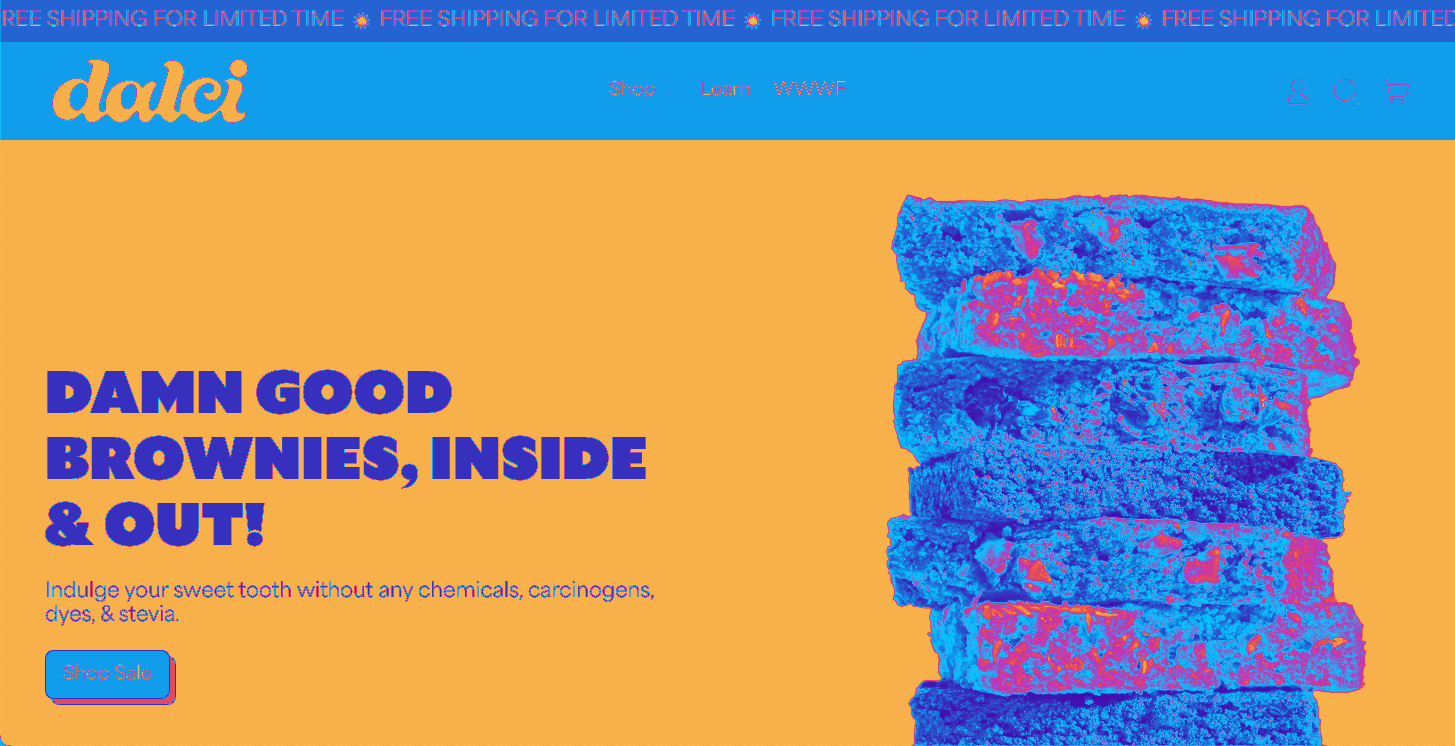 REE SHIPPING FOR LIMITED TIME FREE SHIPPING FOR LIMITED TIME FREE SHIPPING FOR LIMITED TIME FREE SHIPPING FOR LIMITED
dalci
Shop Learn WWWF
DAMN GOOD
BROWNIES, INSIDE
& OUT!
Indulge your sweet tooth without any chemicals, carcinogens,
dyes, & stevia.
Shop Sale